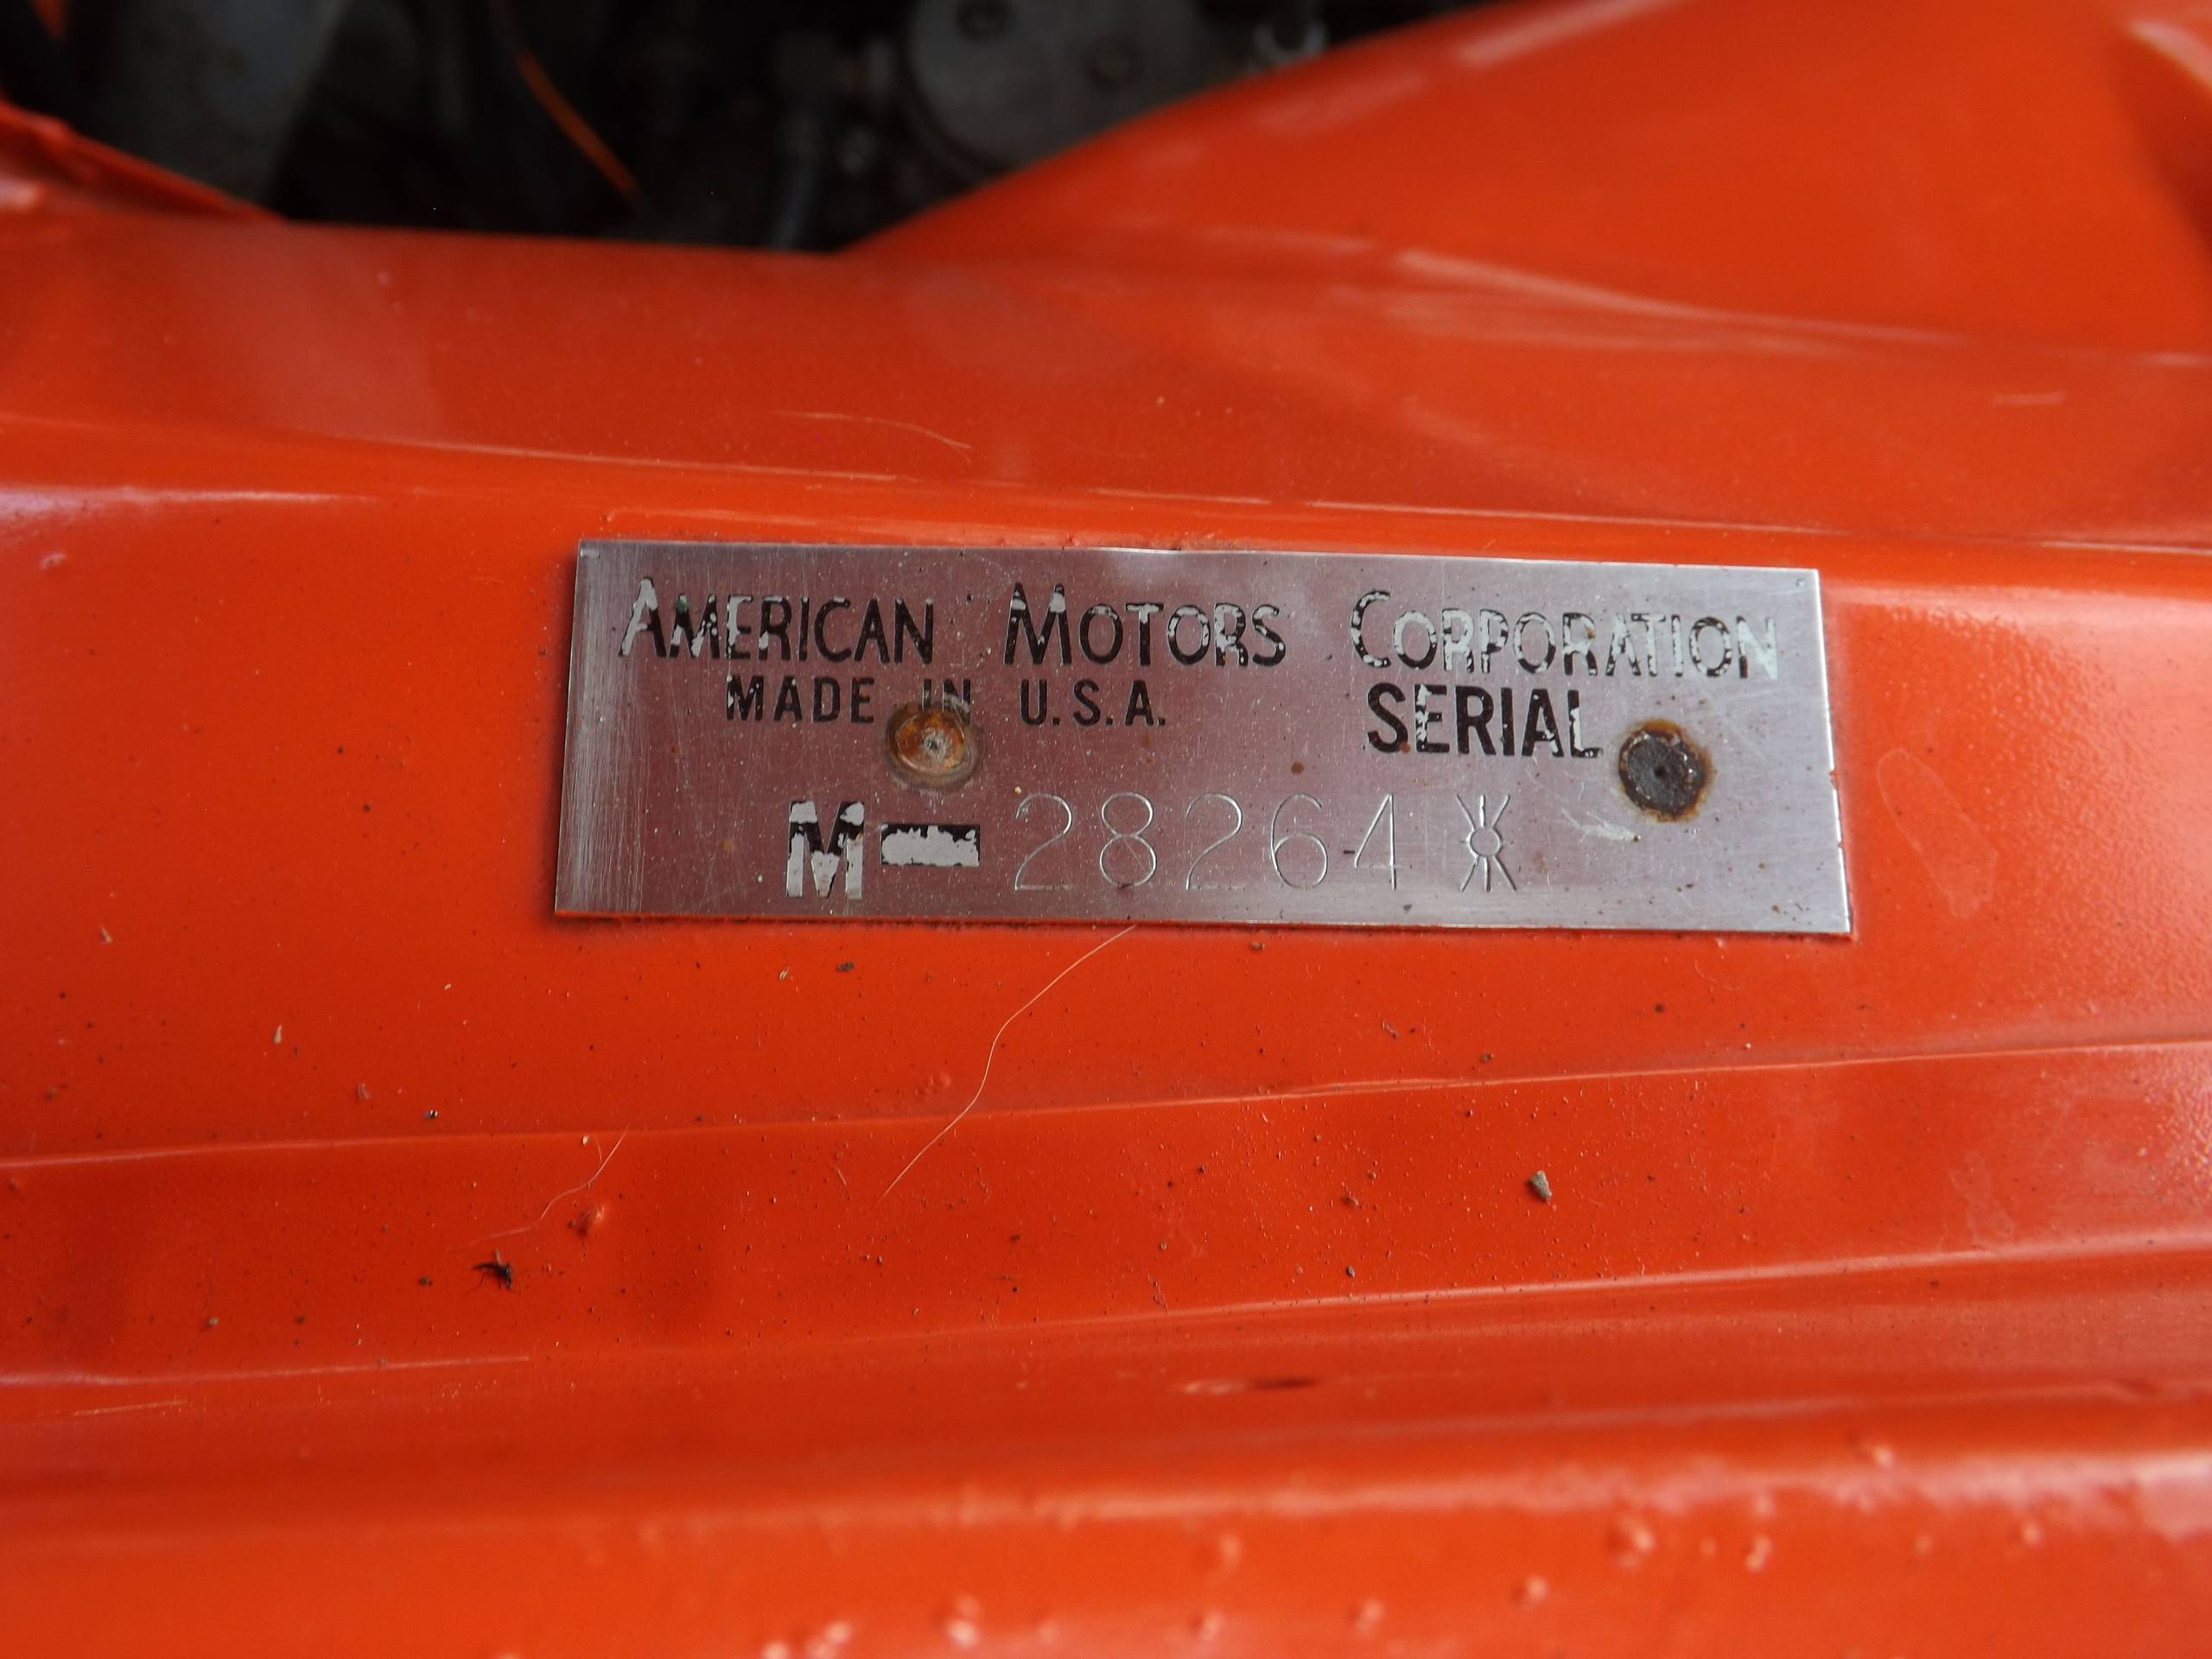 AMERICAN MOTORS CORPORATION
MADE IN U.S.A. SERIAL
M-28264*